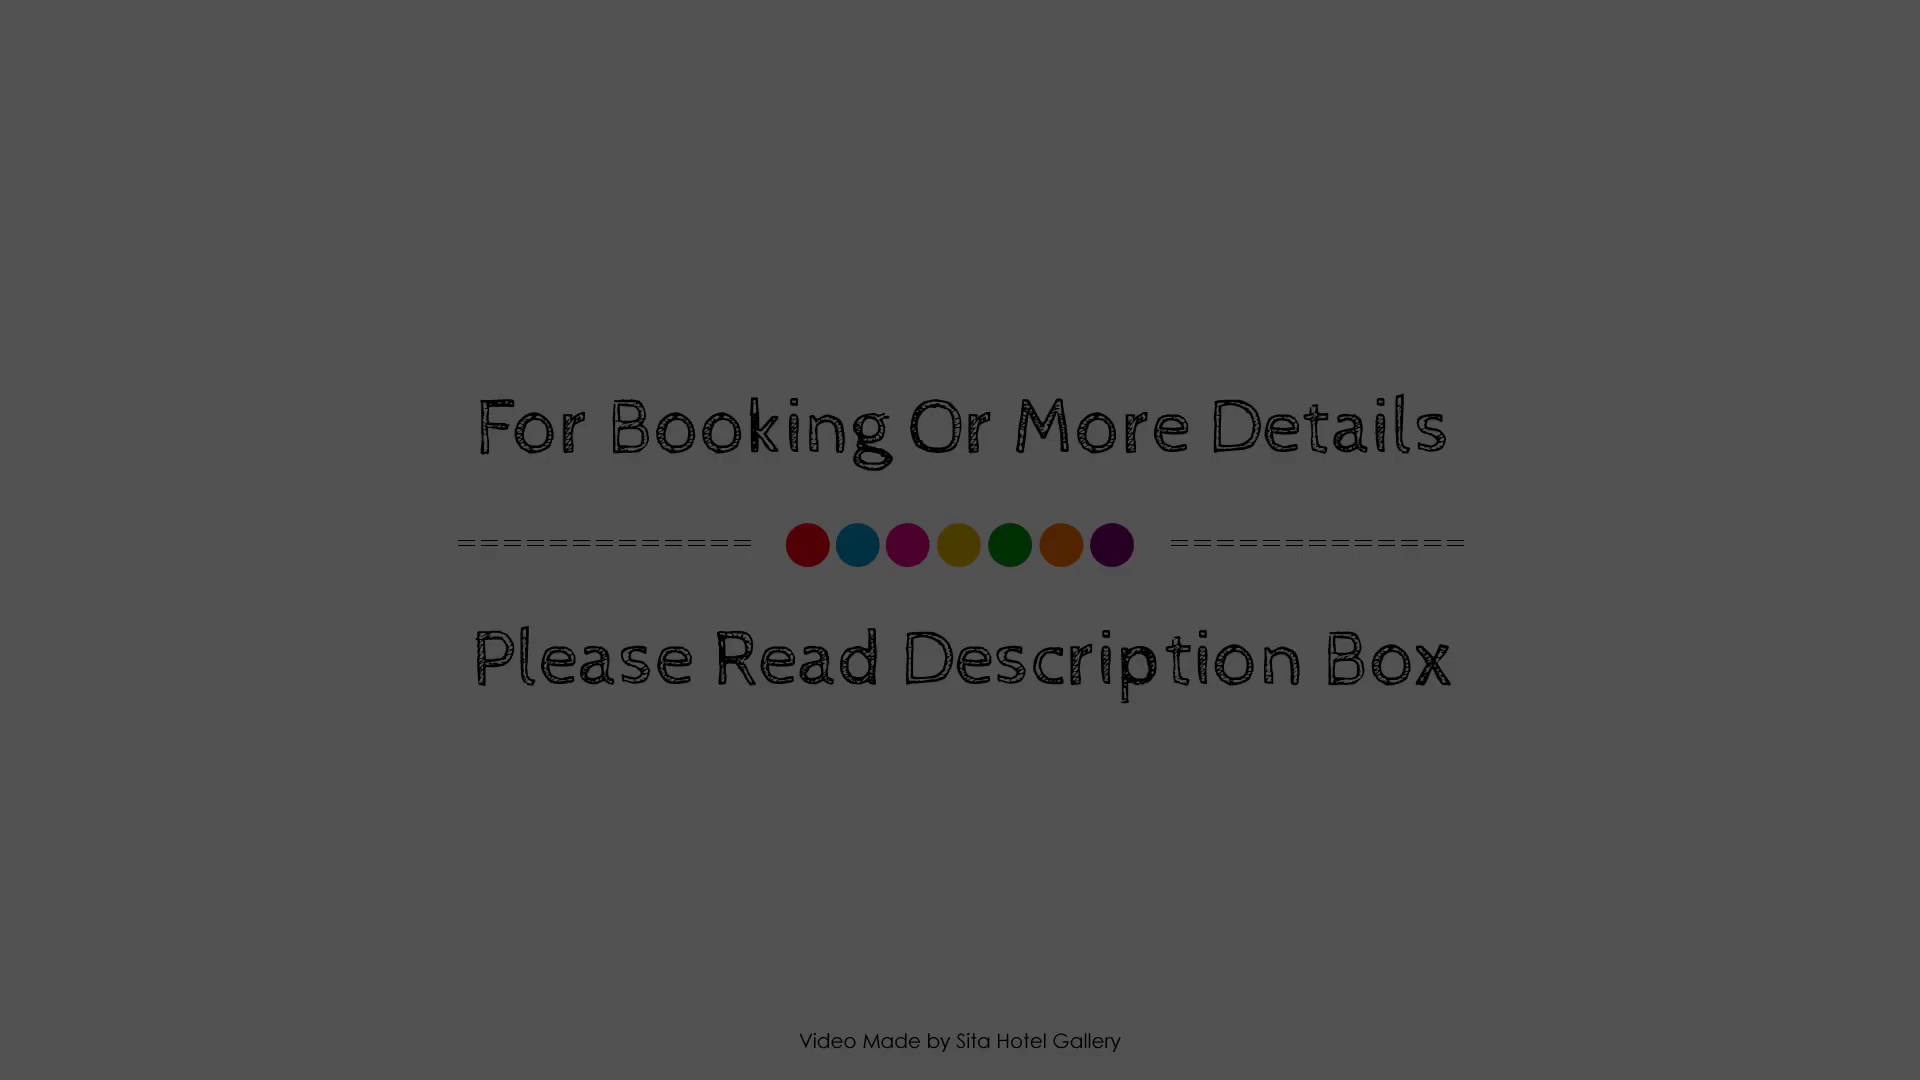 For Booking Or More Details
============= =============
Please Read Description Box
Video Made by Sita Hotel Gallery